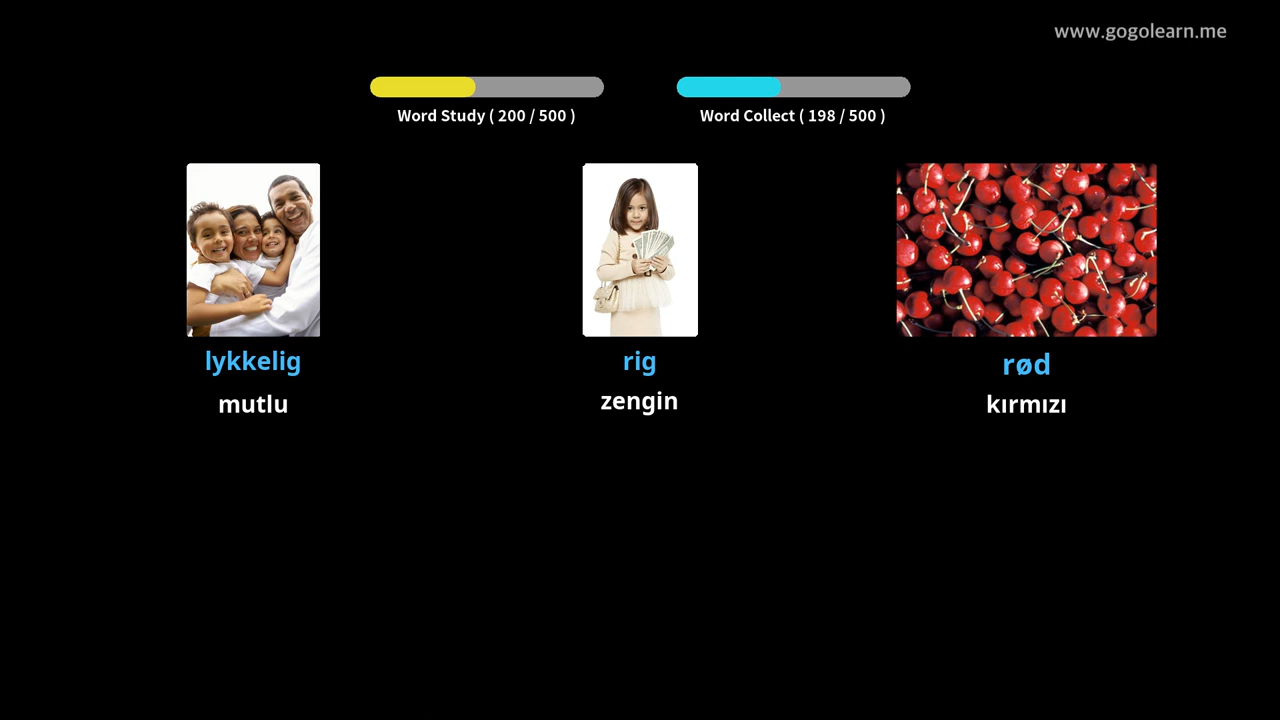 www.gogolearn.me
Word Study ( 200 / 500 )
Word Collect ( 198 / 500 )
lykkelig
mutlu
rig
zengin
rød
kırmızı